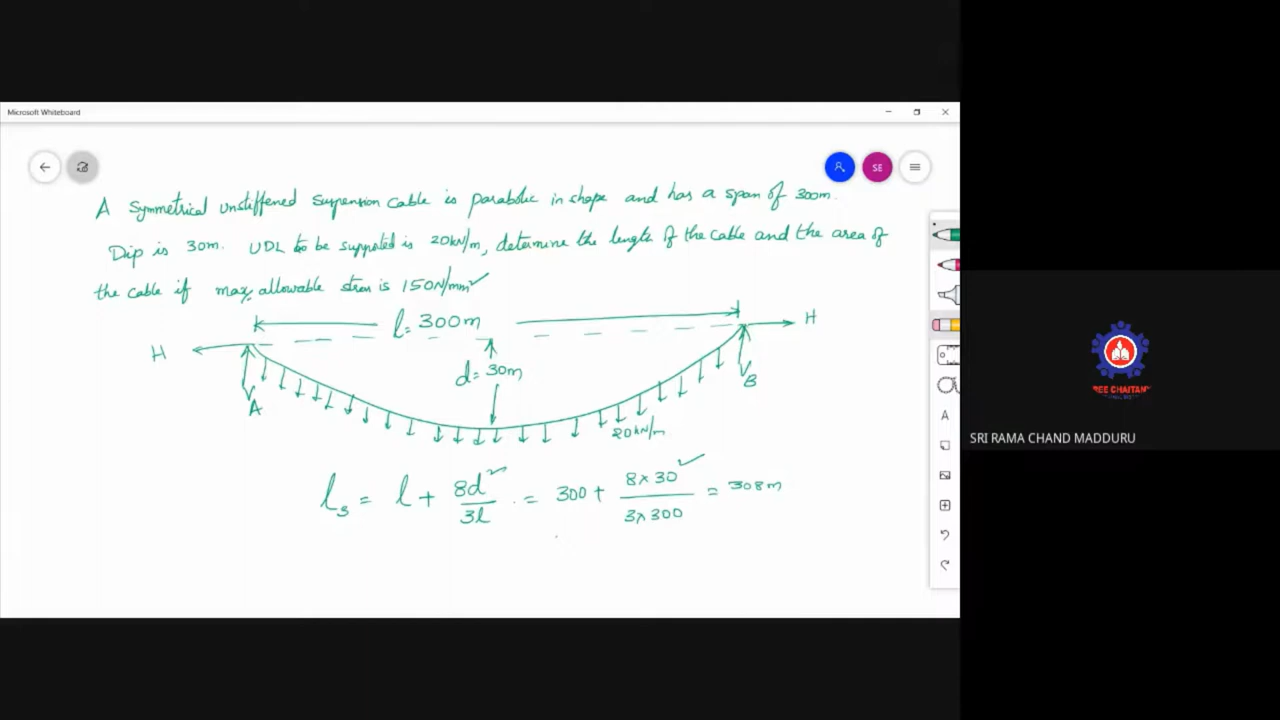 Microsoft Whiteboard
SE
A Symmetrical unstiffened suspension cable is parabolic in shape and has a span of 300m.
Dip is 30m. UDL to be supported is 20kN/m, determine the length of the cable and the area of
the cable if max, allowable stress is 150N/mm²
l = 300m
H
H
d = 30m
A
B
20kN/m
l₃ = l + 8d² / 3l = 300 + 8×30² / 3×300 = 308m
A
SRI RAMA CHAND MADDURU